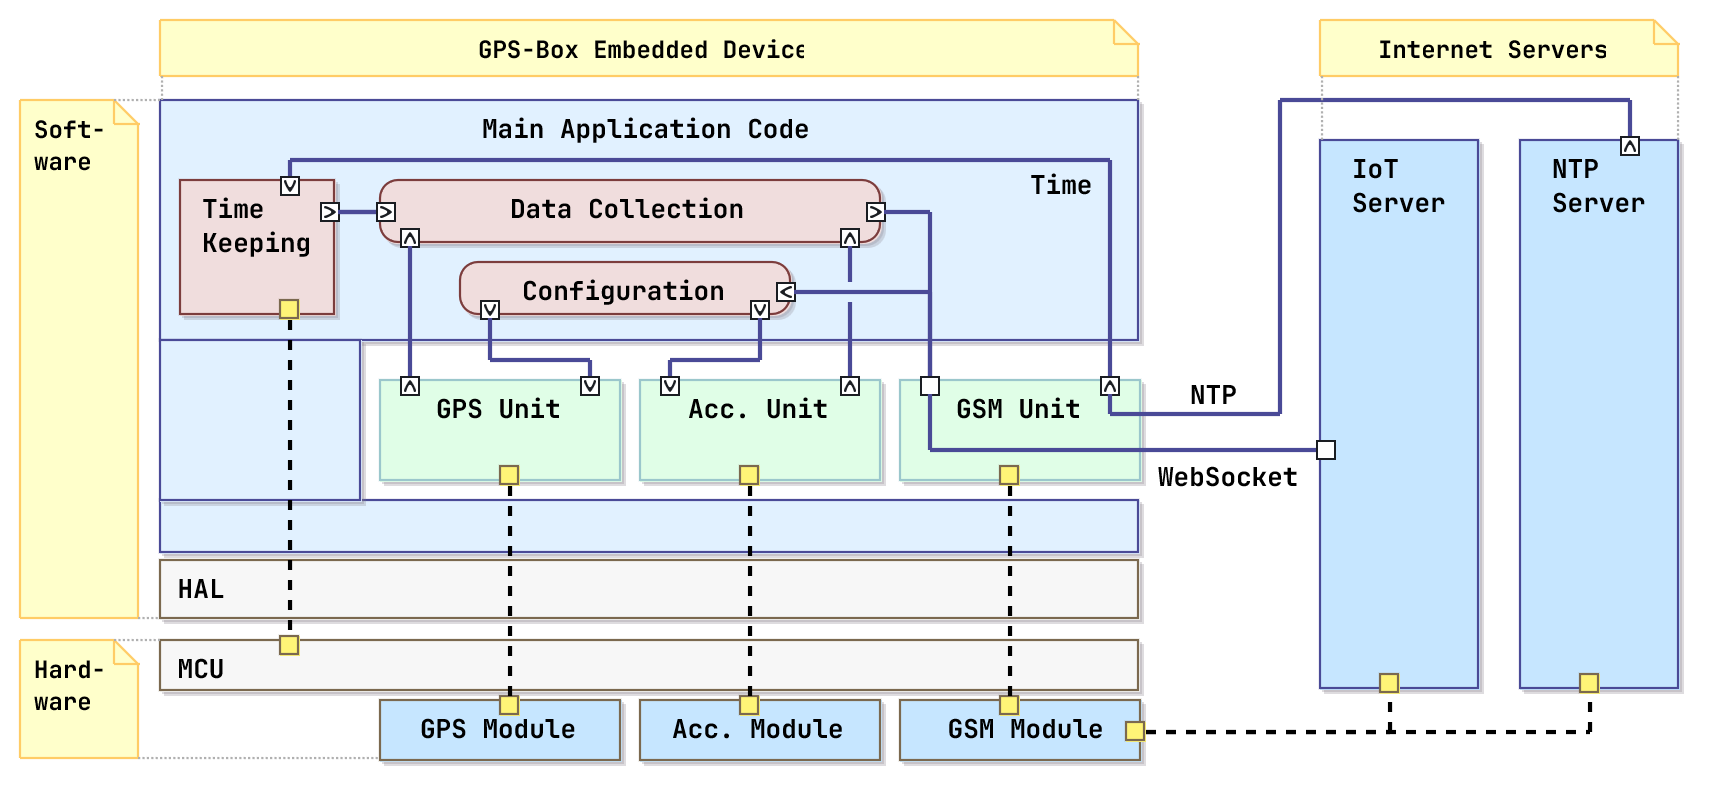 GPS-Box Embedded Device
Internet Servers
Soft-
ware
Main Application Code
Time
Time
Keeping
Data Collection
Configuration
IoT
Server
NTP
Server
GPS Unit
Acc. Unit
GSM Unit
NTP
WebSocket
HAL
Hard-
ware
MCU
GPS Module
Acc. Module
GSM Module